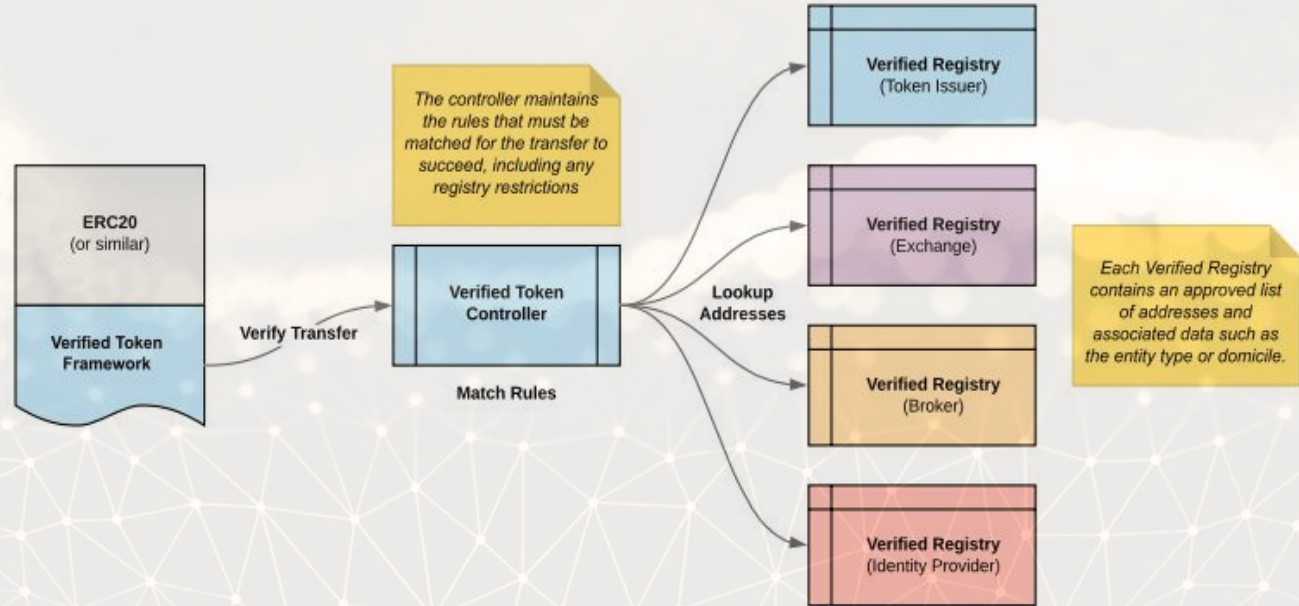 ERC20
(or similar)
Verified Token
Framework
Verify Transfer
The controller maintains
the rules that must be
matched for the transfer to
succeed, including any
registry restrictions
Verified Token
Controller
Match Rules
Lookup
Addresses
Verified Registry
(Token Issuer)
Verified Registry
(Exchange)
Verified Registry
(Broker)
Verified Registry
(Identity Provider)
Each Verified Registry
contains an approved list
of addresses and
associated data such as
the entity type or domicile.